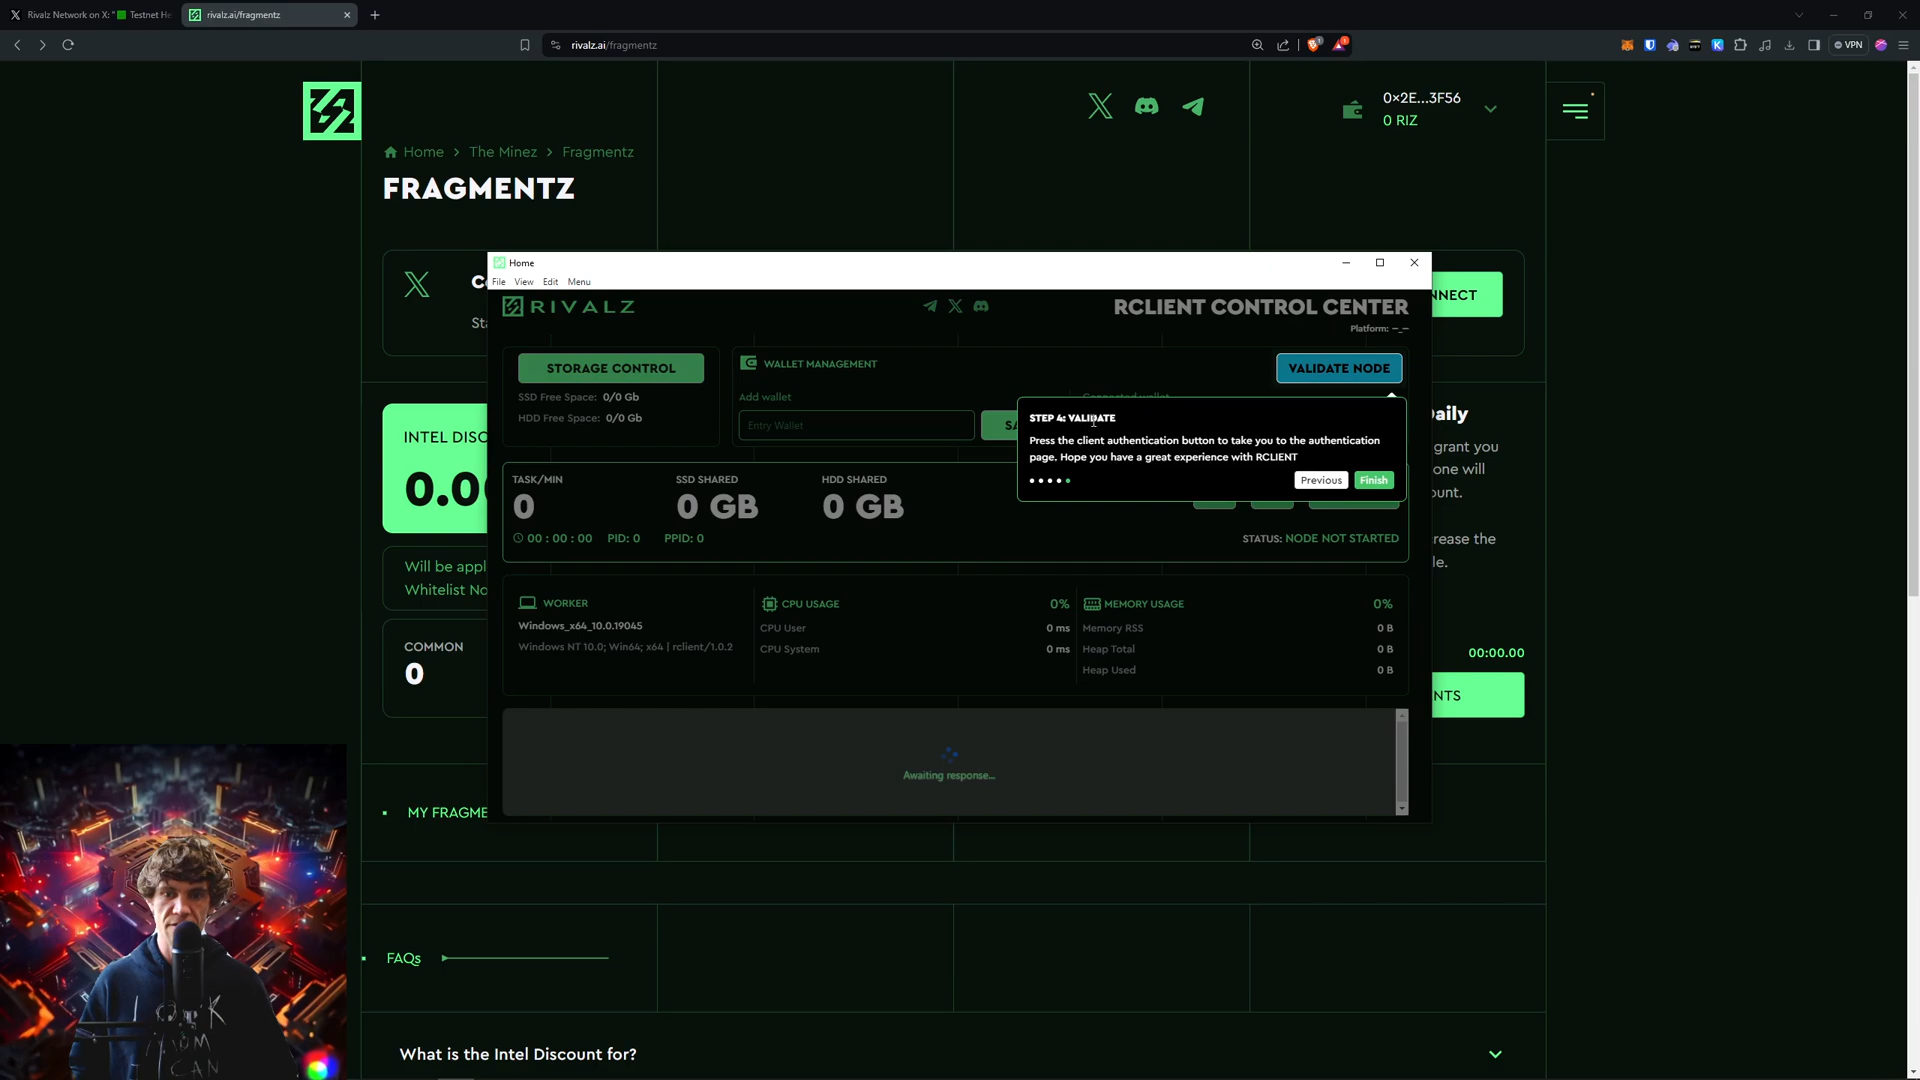 Rivalz Network on X: "
Testnet He
rivalz.ai/fragmentz
rivalz.ai/fragmentz
VPN
0×2E...3F56
0 RIZ
Home > The Minez > Fragmentz
FRAGMENTZ
NNECT
Home
File View Edit Menu
RIVALZ
RCLIENT CONTROL CENTER
Platform: —_—
STORAGE CONTROL
SSD Free Space: 0/0 Gb
HDD Free Space: 0/0 Gb
WALLET MANAGEMENT
VALIDATE NODE
Add wallet
Connected wallet
Entry Wallet
SA
STEP 4: VALIDATE
Press the client authentication button to take you to the authentication
page. Hope you have a great experience with RCLIENT
Previous
Finish
TASK/MIN
0
SSD SHARED
0 GB
HDD SHARED
0 GB
00 : 00 : 00 PID: 0 PPID: 0
STATUS: NODE NOT STARTED
WORKER
Windows_x64_10.0.19045
Windows NT 10.0; Win64; x64 | rclient/1.0.2
CPU USAGE 0%
CPU User 0 ms
CPU System 0 ms
MEMORY USAGE 0%
Memory RSS 0 B
Heap Total 0 B
Heap Used 0 B
Awaiting response...
INTEL DISC
0.00
Will be appl
Whitelist No
COMMON
0
aily
grant you
one will
ount.
rease the
le.
00:00.00
NTS
MY FRAGME
FAQs
What is the Intel Discount for?